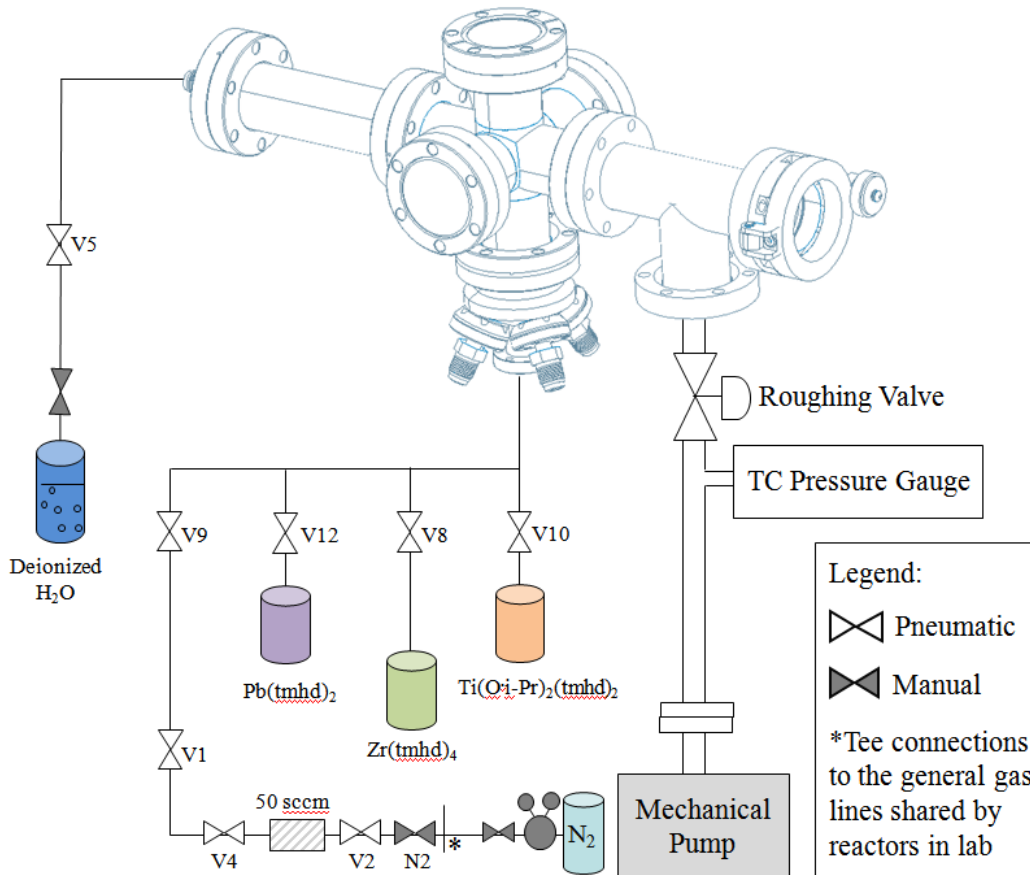 V5
Roughing Valve
TC Pressure Gauge
V9
V12
V8
V10
Deionized
H₂O
Pb(tmhd)₂
Zr(tmhd)₄
Ti(O-i-Pr)₂(tmhd)₂
V1
50 sccm
V4
V2
N2
*
N₂
Mechanical
Pump
Legend:
Pneumatic
Manual
*Tee connections
to the general gas
lines shared by
reactors in lab